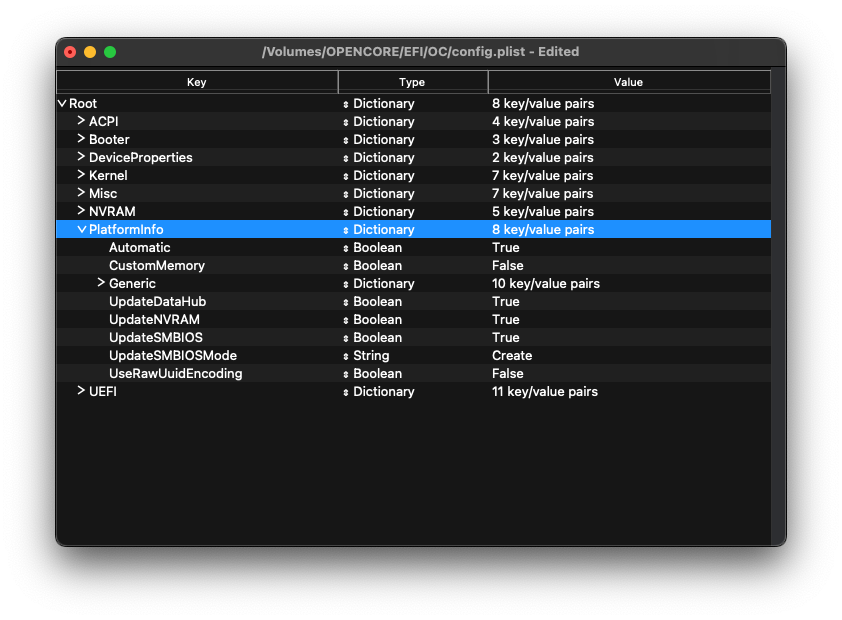 /Volumes/OPENCORE/EFI/OC/config.plist - Edited
Key Type Value
Root Dictionary 8 key/value pairs
ACPI Dictionary 4 key/value pairs
Booter Dictionary 3 key/value pairs
DeviceProperties Dictionary 2 key/value pairs
Kernel Dictionary 7 key/value pairs
Misc Dictionary 7 key/value pairs
NVRAM Dictionary 5 key/value pairs
PlatformInfo Dictionary 8 key/value pairs
Automatic Boolean True
CustomMemory Boolean False
Generic Dictionary 10 key/value pairs
UpdateDataHub Boolean True
UpdateNVRAM Boolean True
UpdateSMBIOS Boolean True
UpdateSMBIOSMode String Create
UseRawUuidEncoding Boolean False
UEFI Dictionary 11 key/value pairs